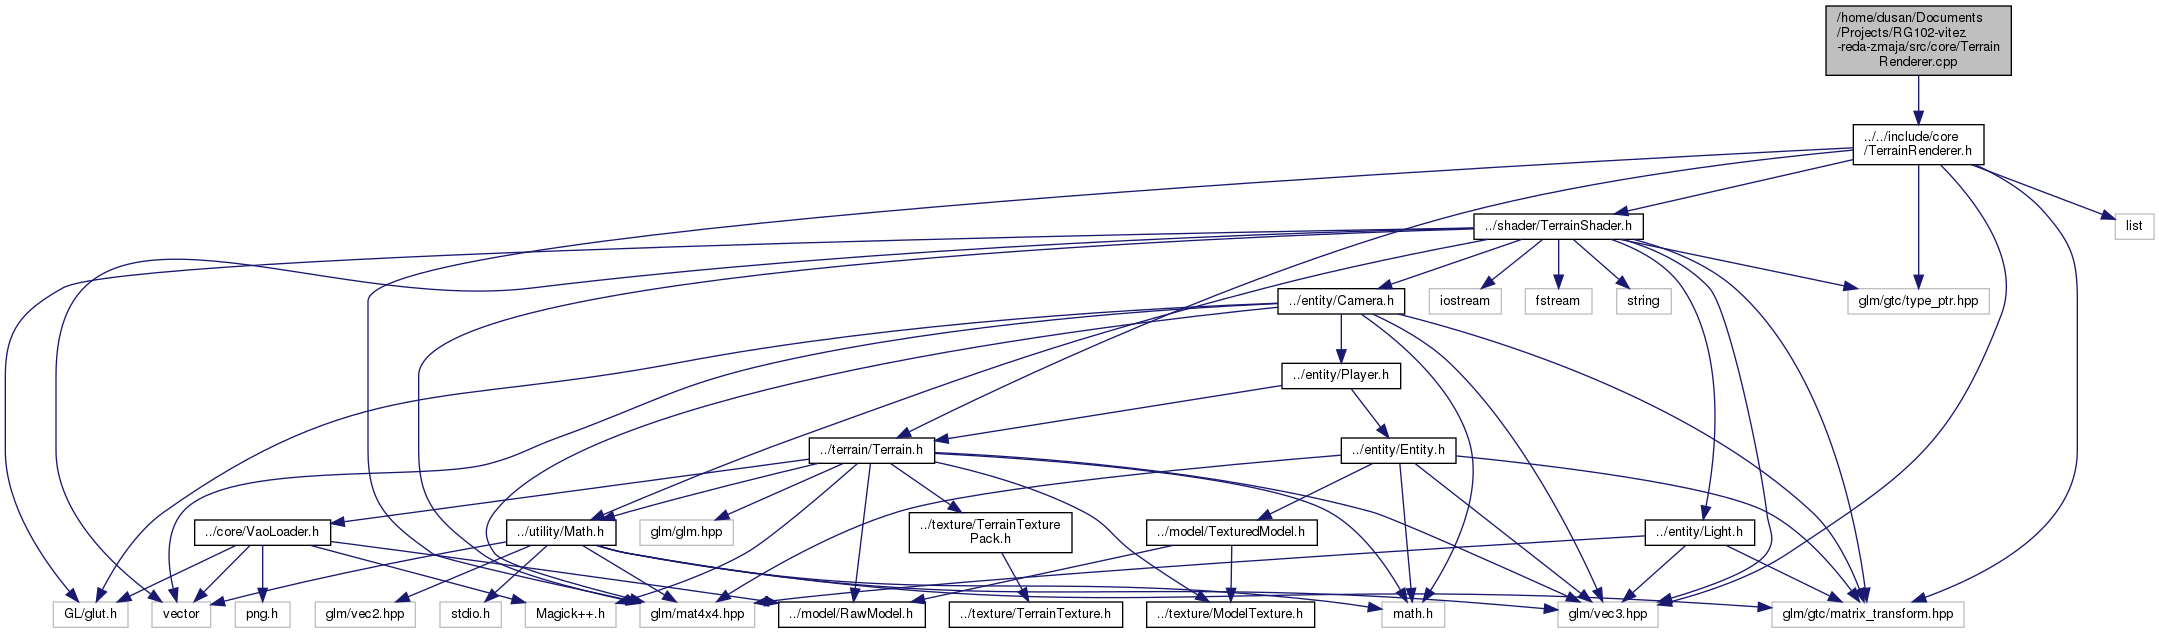 /home/dusan/Documents
/Projects/RG102-vitez
-reda-zmaja/src/core/Terrain
Renderer.cpp
../../include/core
/TerrainRenderer.h
../shader/TerrainShader.h
list
../entity/Camera.h
iostream
fstream
string
glm/gtc/type_ptr.hpp
../entity/Player.h
../terrain/Terrain.h
../entity/Entity.h
../core/VaoLoader.h
../utility/Math.h
glm/glm.hpp
../texture/TerrainTexture
Pack.h
../model/TexturedModel.h
../entity/Light.h
GL/glut.h
vector
png.h
glm/vec2.hpp
stdio.h
Magick++.h
glm/mat4x4.hpp
../model/RawModel.h
../texture/TerrainTexture.h
../texture/ModelTexture.h
math.h
glm/vec3.hpp
glm/gtc/matrix_transform.hpp